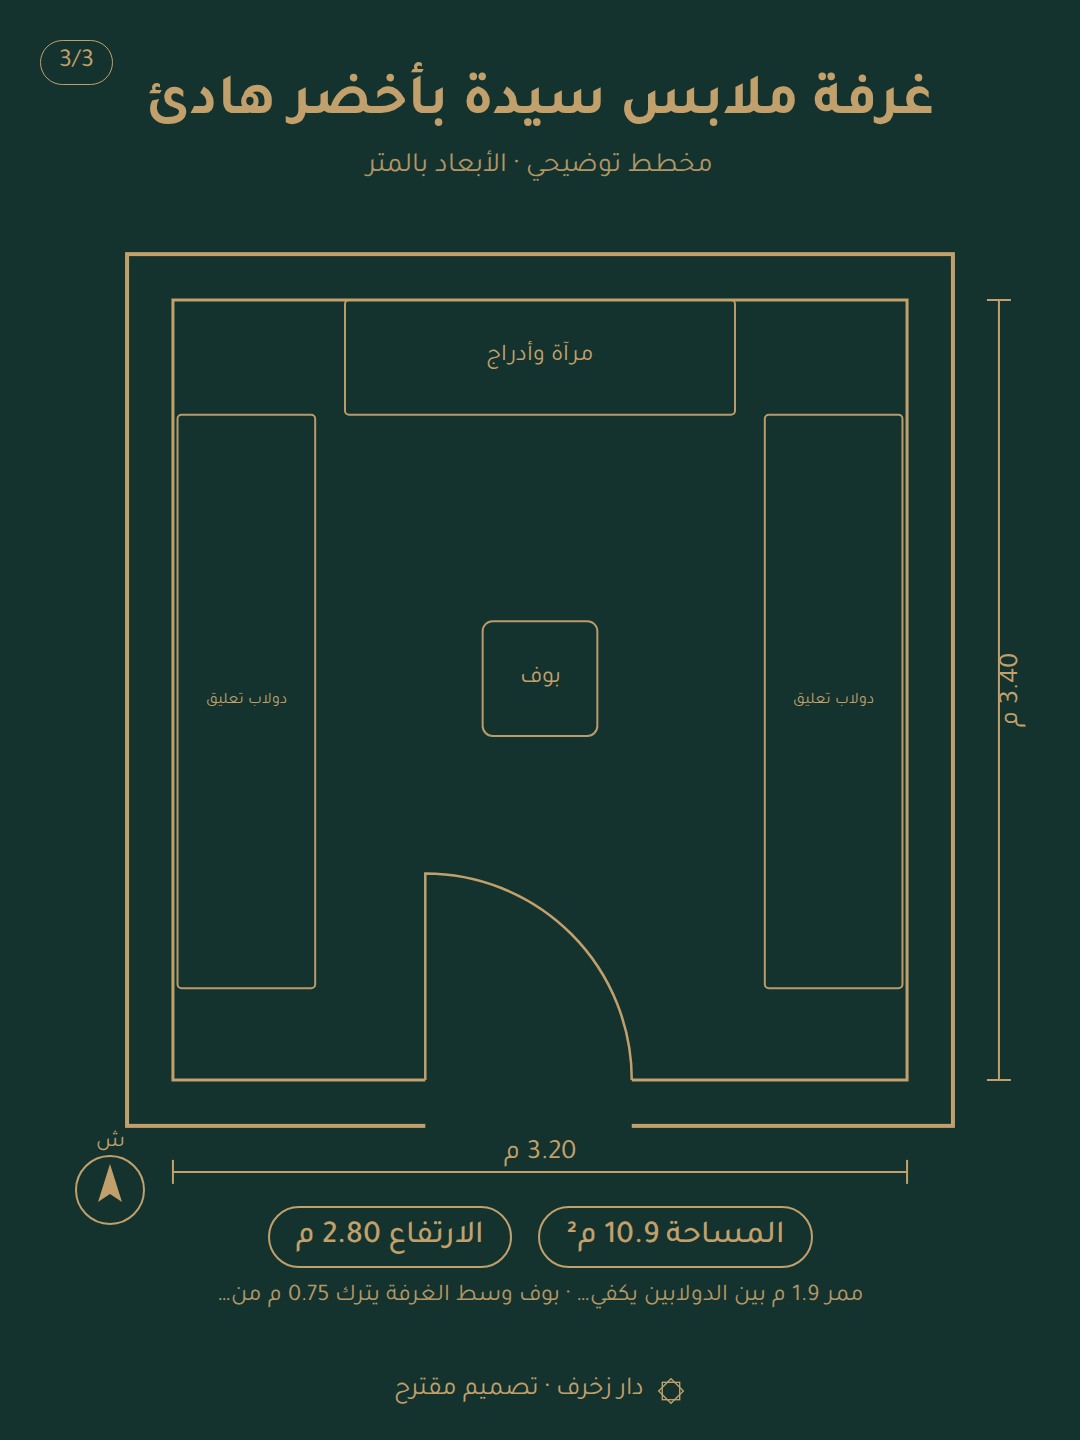 3/3
غرفة ملابس سيدة بأخضر هادئ
مخطط توضيحي · الأبعاد بالمتر
مرآة وأدراج
دولاب تعليق
بوف
دولاب تعليق
3.40 م
ش
3.20 م
المساحة 10.9 م²
الارتفاع 2.80 م
ممر 1.9 م بين الدولابين يكفي… · بوف وسط الغرفة يترك 0.75 م من…
دار زخرف · تصميم مقترح